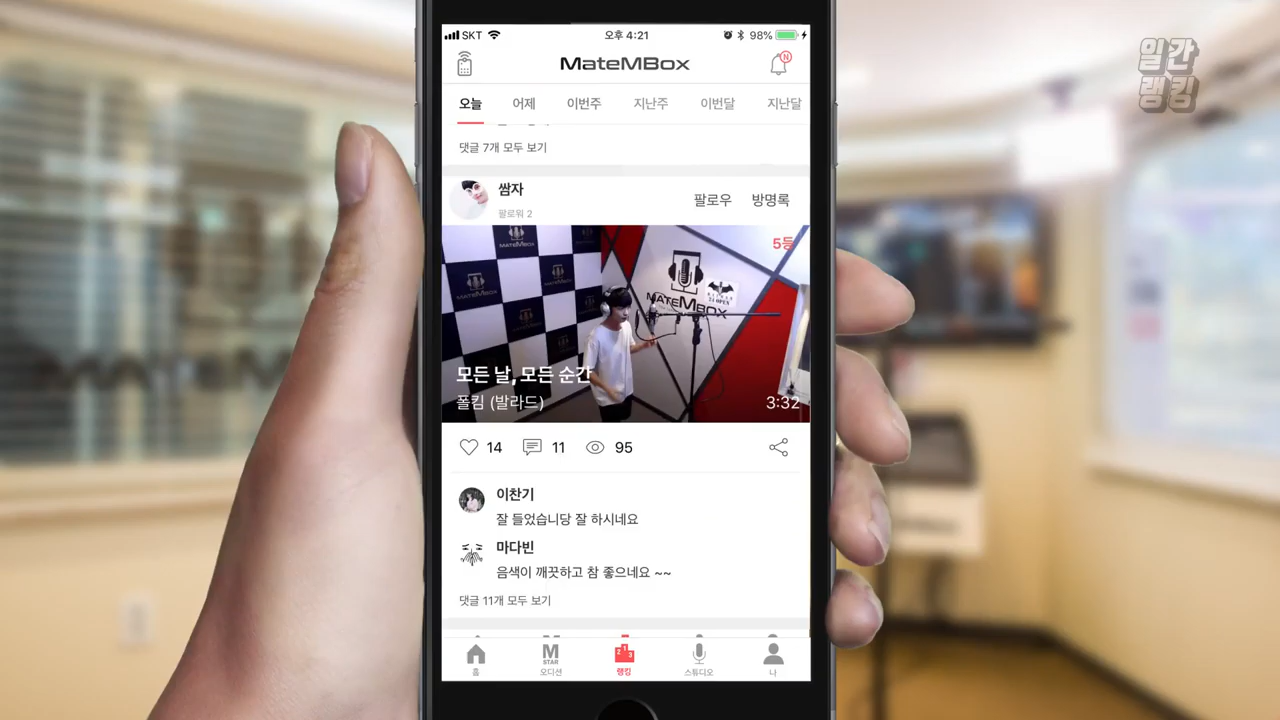 SKT 오후 4:21 98%
MateMBox N
일간
랭킹
오늘 어제 이번주 지난주 이번달 지난달
댓글 7개 모두 보기
쌈자
팔로워 2
팔로우 방명록
5등
MATEMBOX
MATEMBOX
모든 날, 모든 순간
폴킴 (발라드)
3:32
14 11 95
이찬기
잘 들었습니당 잘 하시네요
마다빈
음색이 깨끗하고 참 좋으네요 ~~
댓글 11개 모두 보기
홈 M STAR 오디션 2 1 3 랭킹 스튜디오 나